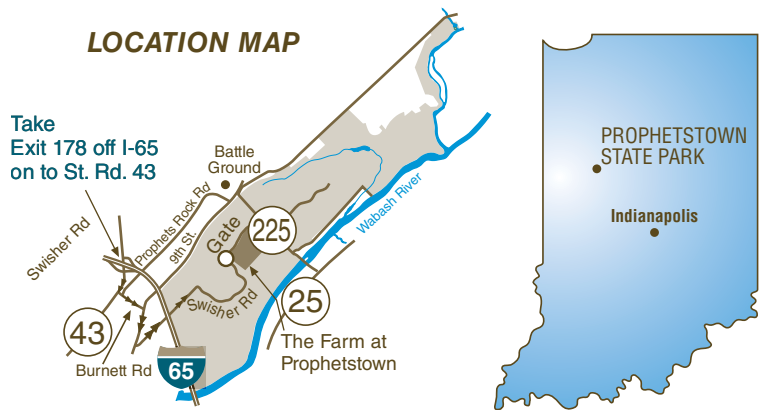 LOCATION MAP
Take
Exit 178 off I-65
on to St. Rd. 43
Battle
Ground
Prophets Rock Rd
9th St.
Swisher Rd
Gate
225
Wabash River
Swisher Rd
25
43
Burnett Rd
65
The Farm at
Prophetstown
PROPHETSTOWN
STATE PARK
Indianapolis